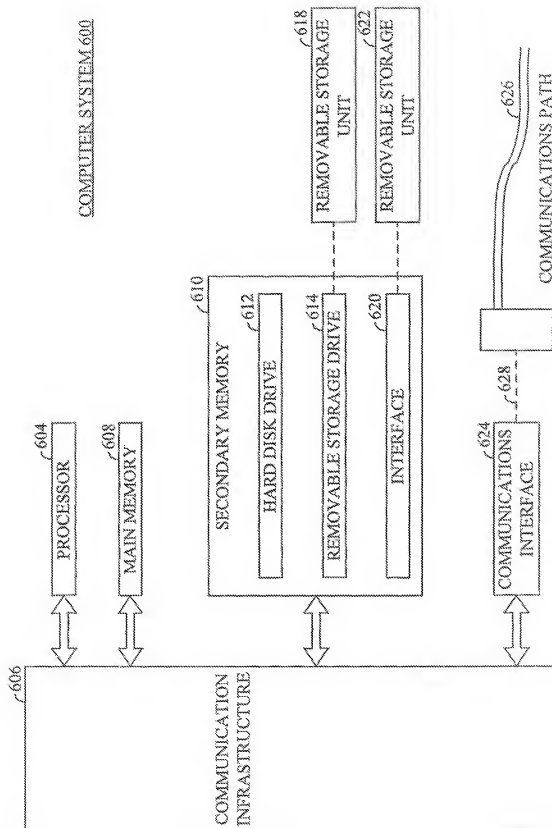 COMPUTER SYSTEM 600
606
COMMUNICATION
INFRASTRUCTURE
604
PROCESSOR
608
MAIN MEMORY
610
SECONDARY MEMORY
612
HARD DISK DRIVE
614
REMOVABLE STORAGE DRIVE
620
INTERFACE
618
REMOVABLE STORAGE
UNIT
622
REMOVABLE STORAGE
UNIT
624
COMMUNICATIONS
INTERFACE
628
626
COMMUNICATIONS PATH